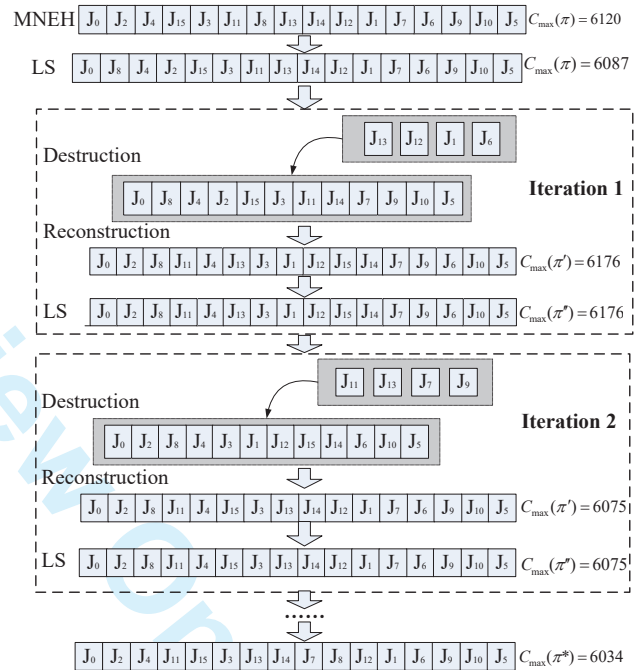 MNEH J0 J2 J4 J15 J3 J11 J8 J13 J14 J12 J1 J7 J6 J9 J10 J5 Cmax(π) = 6120
LS J0 J8 J4 J2 J15 J3 J11 J13 J14 J12 J1 J7 J6 J9 J10 J5 Cmax(π) = 6087
J13 J12 J1 J6
Destruction
Iteration 1
J0 J8 J4 J2 J15 J3 J11 J14 J7 J9 J10 J5
Reconstruction
J0 J2 J8 J11 J4 J13 J3 J1 J12 J15 J14 J7 J9 J6 J10 J5 Cmax(π') = 6176
LS J0 J2 J8 J11 J4 J13 J3 J1 J12 J15 J14 J7 J9 J6 J10 J5 Cmax(π'') = 6176
J11 J13 J7 J9
Destruction
Iteration 2
J0 J2 J8 J4 J3 J1 J12 J15 J14 J6 J10 J5
Reconstruction
J0 J2 J8 J11 J4 J15 J3 J13 J14 J12 J1 J7 J6 J9 J10 J5 Cmax(π') = 6075
LS J0 J2 J8 J11 J4 J15 J3 J13 J14 J12 J1 J7 J6 J9 J10 J5 Cmax(π'') = 6075
......
J0 J2 J4 J11 J3 J15 J13 J14 J7 J8 J12 J1 J6 J9 J10 J5 Cmax(π*) = 6034